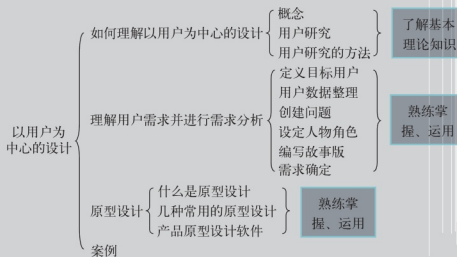 以用户为
中心的设计
如何理解以用户为中心的设计
概念
用户研究
用户研究的方法
了解基本
理论知识
理解用户需求并进行需求分析
定义目标用户
用户数据整理
创建问题
设定人物角色
编写故事版
需求确定
熟练掌
握、运用
原型设计
什么是原型设计
几种常用的原型设计
产品原型设计软件
熟练掌
握、运用
案例